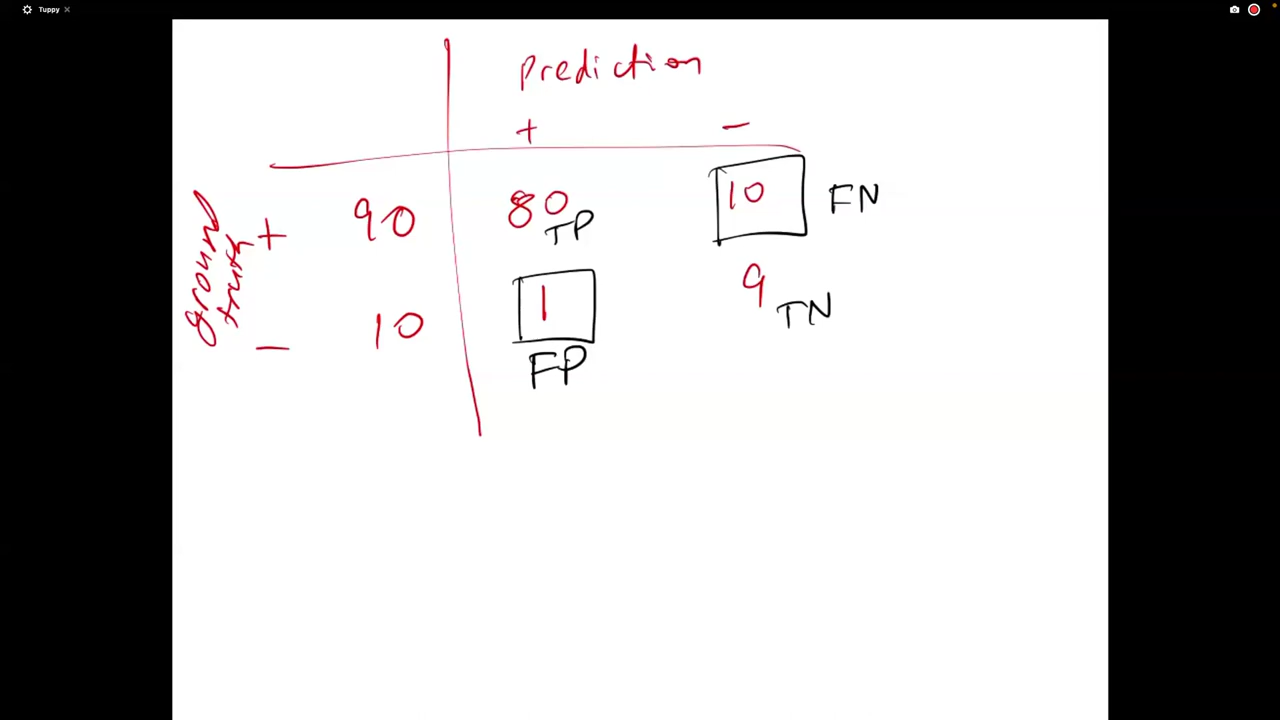 Tuppy
Prediction
+ −
ground truth
+ 90 80 TP 10 FN
− 10 1 FP 9 TN